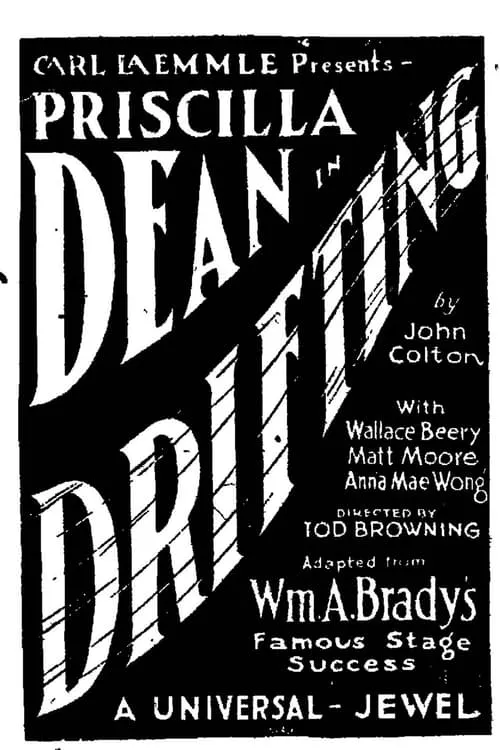 CARL LAEMMLE Presents -
PRISCILLA
DEAN IN
DRIFTING
by
John
Colton
With
Wallace Beery
Matt Moore
Anna Mae Wong
DIRECTED BY
TOD BROWNING
Adapted from
Wm. A. Brady's
Famous Stage
Success
A UNIVERSAL - JEWEL